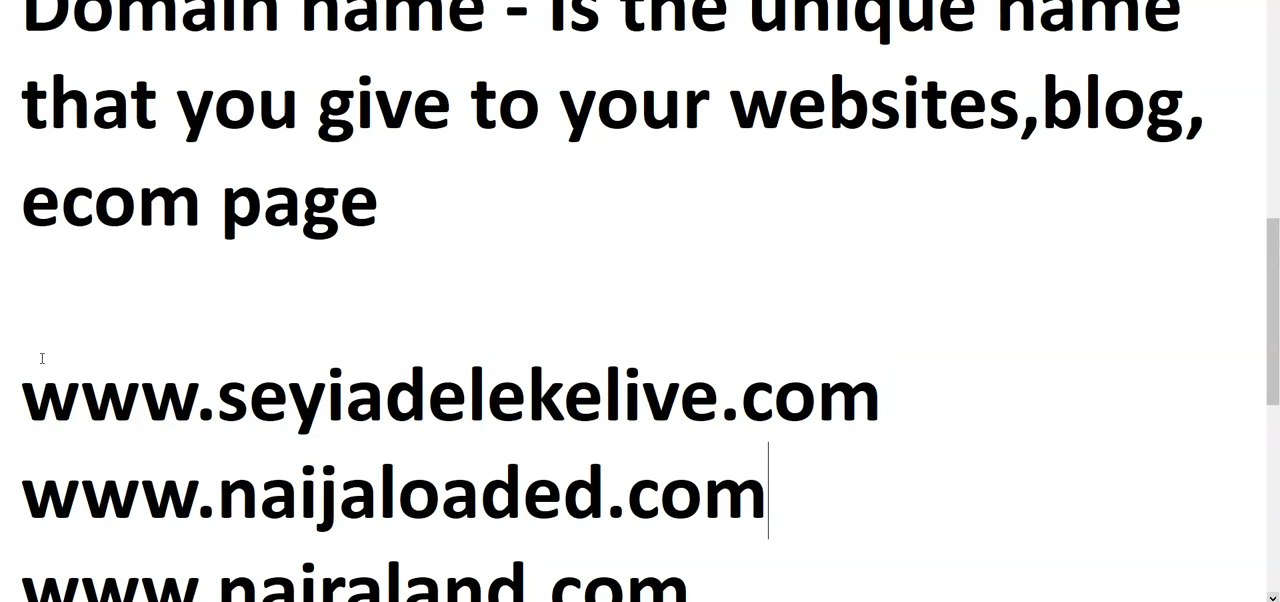 Domain name - is the unique name
that you give to your websites,blog,
ecom page
www.seyiadelekelive.com
www.naijaloaded.com
www.nairaland.com